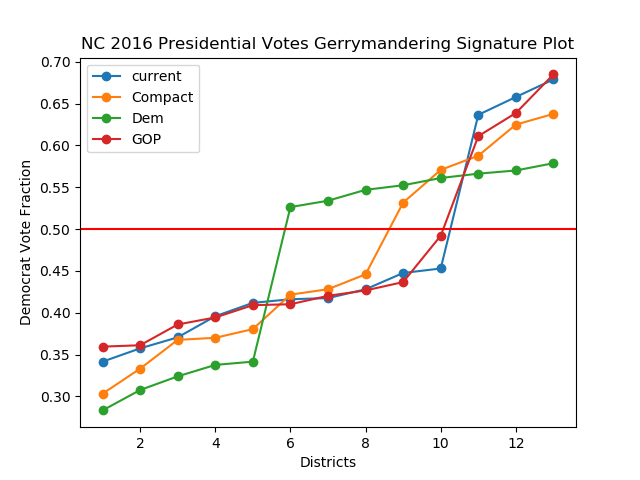 NC 2016 Presidential Votes Gerrymandering Signature Plot
current
Compact
Dem
GOP
Democrat Vote Fraction
0.70
0.65
0.60
0.55
0.50
0.45
0.40
0.35
0.30
2 4 6 8 10 12
Districts